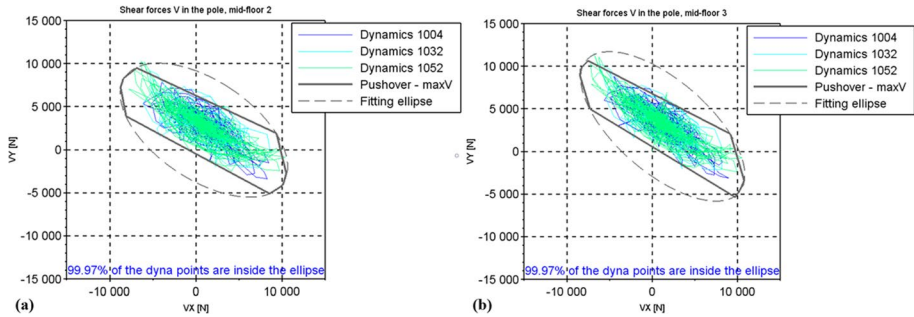 Shear forces V in the pole, mid-floor 2
15 000
10 000
5 000
0
-5 000
-10 000
-15 000
VY [N]
-10 000
0
10 000
VX [N]
Dynamics 1004
Dynamics 1032
Dynamics 1052
Pushover - maxV
Fitting ellipse
99.97% of the dyna points are inside the ellipse
(a)
Shear forces V in the pole, mid-floor 3
15 000
10 000
5 000
0
-5 000
-10 000
-15 000
VY [N]
-10 000
0
10 000
VX [N]
Dynamics 1004
Dynamics 1032
Dynamics 1052
Pushover - maxV
Fitting ellipse
99.97% of the dyna points are inside the ellipse
(b)